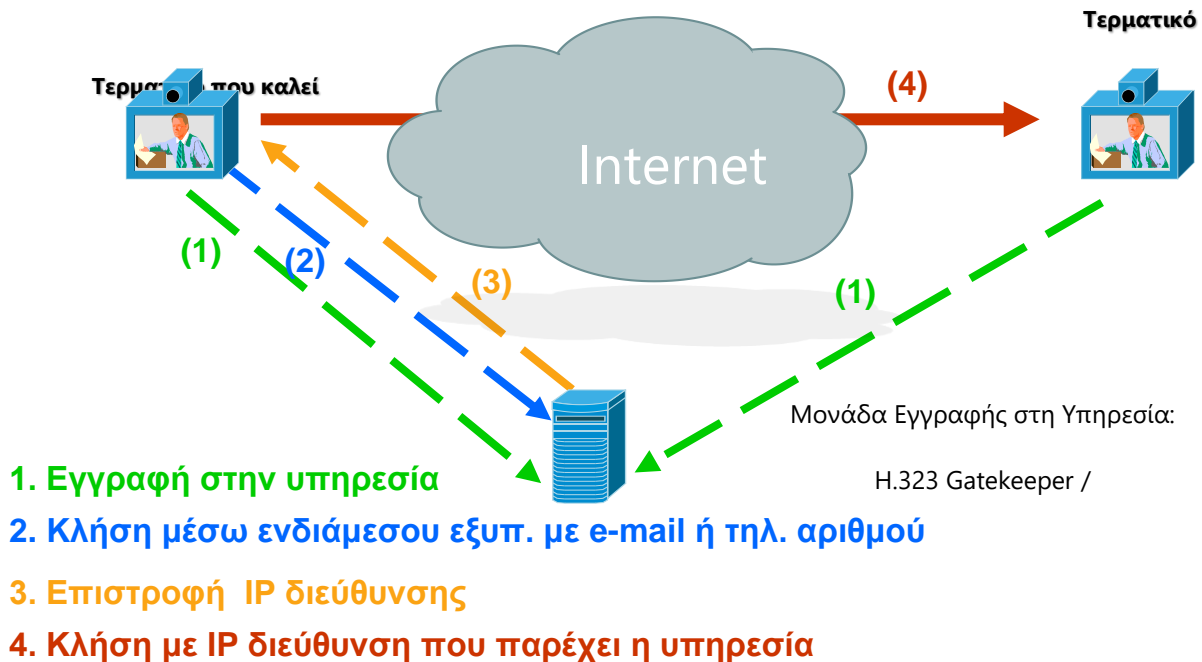 Τερματικό
Τερματικό που καλεί
(4)
Internet
(1)
(2)
(3)
(1)
Μονάδα Εγγραφής στη Υπηρεσία:
H.323 Gatekeeper /
1. Εγγραφή στην υπηρεσία
2. Κλήση μέσω ενδιάμεσου εξυπ. με e-mail ή τηλ. αριθμού
3. Επιστροφή IP διεύθυνσης
4. Κλήση με IP διεύθυνση που παρέχει η υπηρεσία